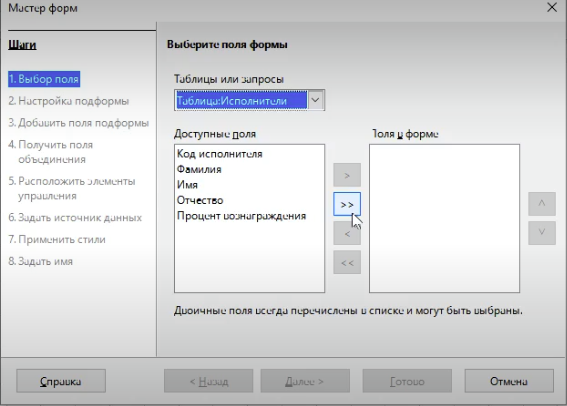 Мастер форм
Шаги
1. Выбор поля
2. Настройка подформы
3. Добавить поля подформы
4. Получить поля
объединения
5. Расположить элементы
управления
6. Задать источник данных
7. Применить стили
8. Задать имя
Выберите поля формы
Таблицы или запросы
Таблица:Исполнители
Доступные поля
Код исполнителя
Фамилия
Имя
Отчество
Процент вознаграждения
>
>>
<
<<
Поля в форме
^
v
Двоичные поля всегда перечислены в списке и могут быть выбраны.
Справка
< Назад
Далее >
Готово
Отмена